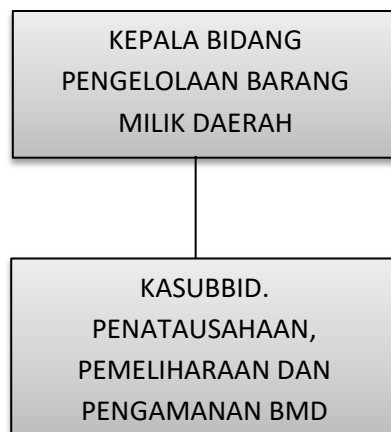 KEPALA BIDANG
PENGELOLAAN BARANG
MILIK DAERAH
KASUBBID.
PENATAUSAHAAN,
PEMELIHARAAN DAN
PENGAMANAN BMD